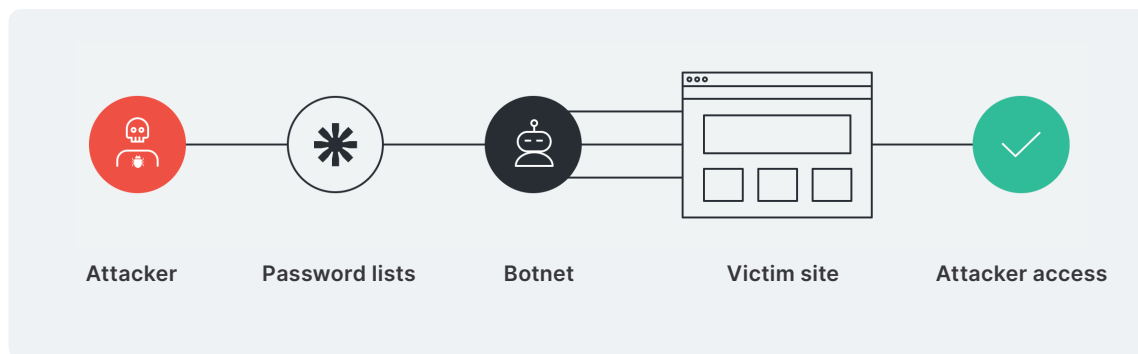 Attacker
Password lists
Botnet
Victim site
Attacker access